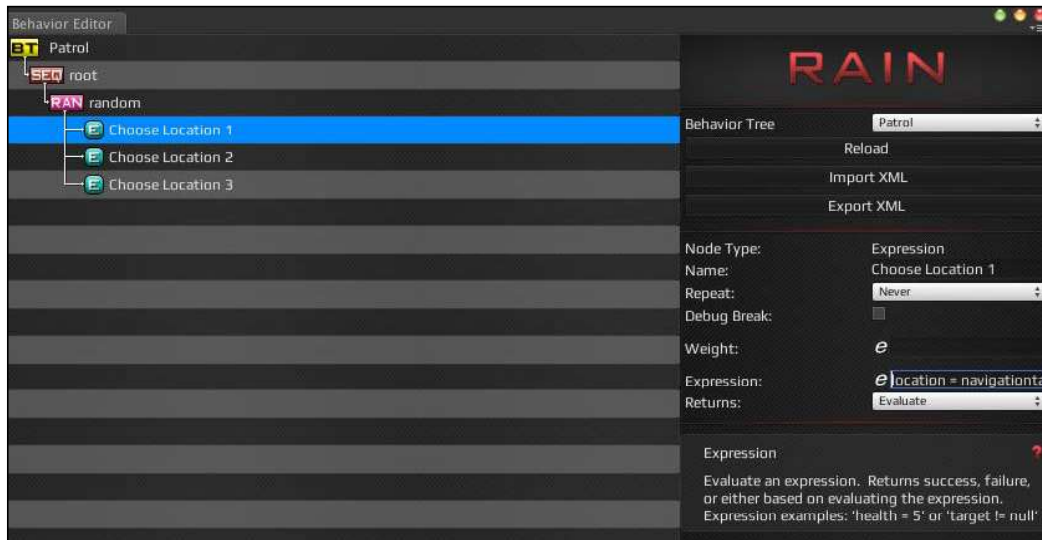 Behavior Editor
BT Patrol
SEQ root
RAN random
E Choose Location 1
E Choose Location 2
E Choose Location 3
RAIN
Behavior Tree Patrol
Reload
Import XML
Export XML
Node Type: Expression
Name: Choose Location 1
Repeat: Never
Debug Break:
Weight: e
Expression: e location = navigationta
Returns: Evaluate
Expression ?
Evaluate an expression. Returns success, failure,
or either based on evaluating the expression.
Expression examples: 'health = 5' or 'target != null'